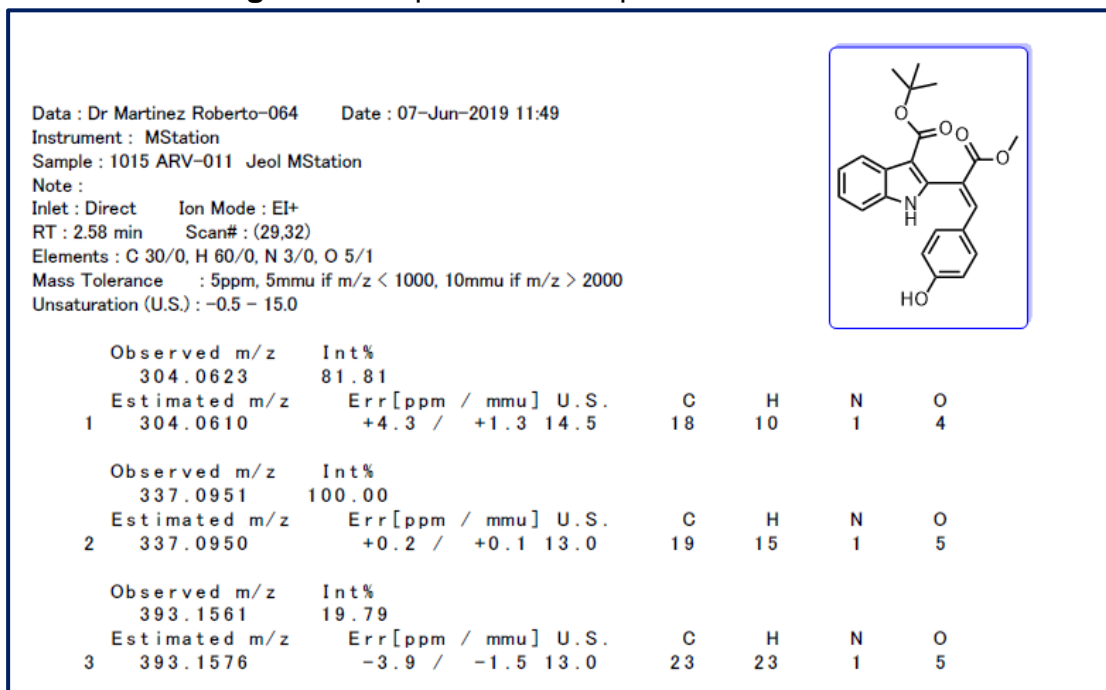 Data : Dr Martinez Roberto-064 Date : 07-Jun-2019 11:49
Instrument : MStation
Sample : 1015 ARV-011 Jeol MStation
Note :
Inlet : Direct Ion Mode : EI+
RT : 2.58 min Scan# : (29,32)
Elements : C 30/0, H 60/0, N 3/0, O 5/1
Mass Tolerance : 5ppm, 5mmu if m/z < 1000, 10mmu if m/z > 2000
Unsaturation (U.S.) : -0.5 - 15.0
O
O
O
O
N
H
HO
Observed m/z Int%
304.0623 81.81
Estimated m/z Err[ppm / mmu] U.S. C H N O
1 304.0610 +4.3 / +1.3 14.5 18 10 1 4
Observed m/z Int%
337.0951 100.00
Estimated m/z Err[ppm / mmu] U.S. C H N O
2 337.0950 +0.2 / +0.1 13.0 19 15 1 5
Observed m/z Int%
393.1561 19.79
Estimated m/z Err[ppm / mmu] U.S. C H N O
3 393.1576 -3.9 / -1.5 13.0 23 23 1 5